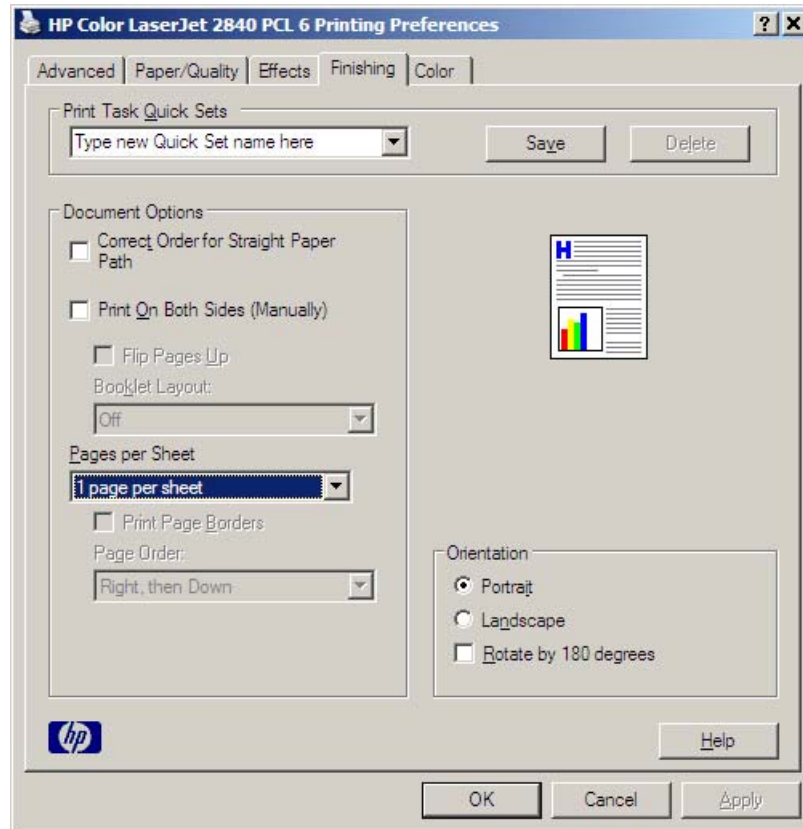 HP Color LaserJet 2840 PCL 6 Printing Preferences
Advanced Paper/Quality Effects Finishing Color
Print Task Quick Sets
Type new Quick Set name here Save Delete
Document Options
Correct Order for Straight Paper
Path
H
Print On Both Sides (Manually)
Flip Pages Up
Booklet Layout:
Off
Pages per Sheet
1 page per sheet
Print Page Borders
Page Order:
Right, then Down
Orientation
Portrait
Landscape
Rotate by 180 degrees
hp
Help
OK Cancel Apply